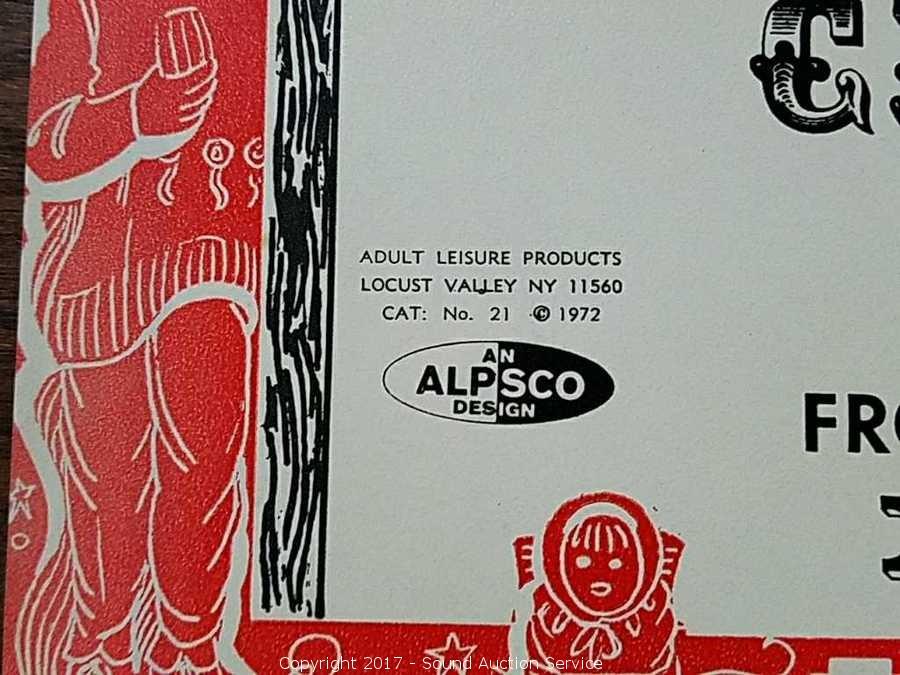 ADULT LEISURE PRODUCTS
LOCUST VALLEY NY 11560
CAT: No. 21 © 1972
AN
ALPSCO
DESIGN
Copyright 2017 - Sound Auction Service